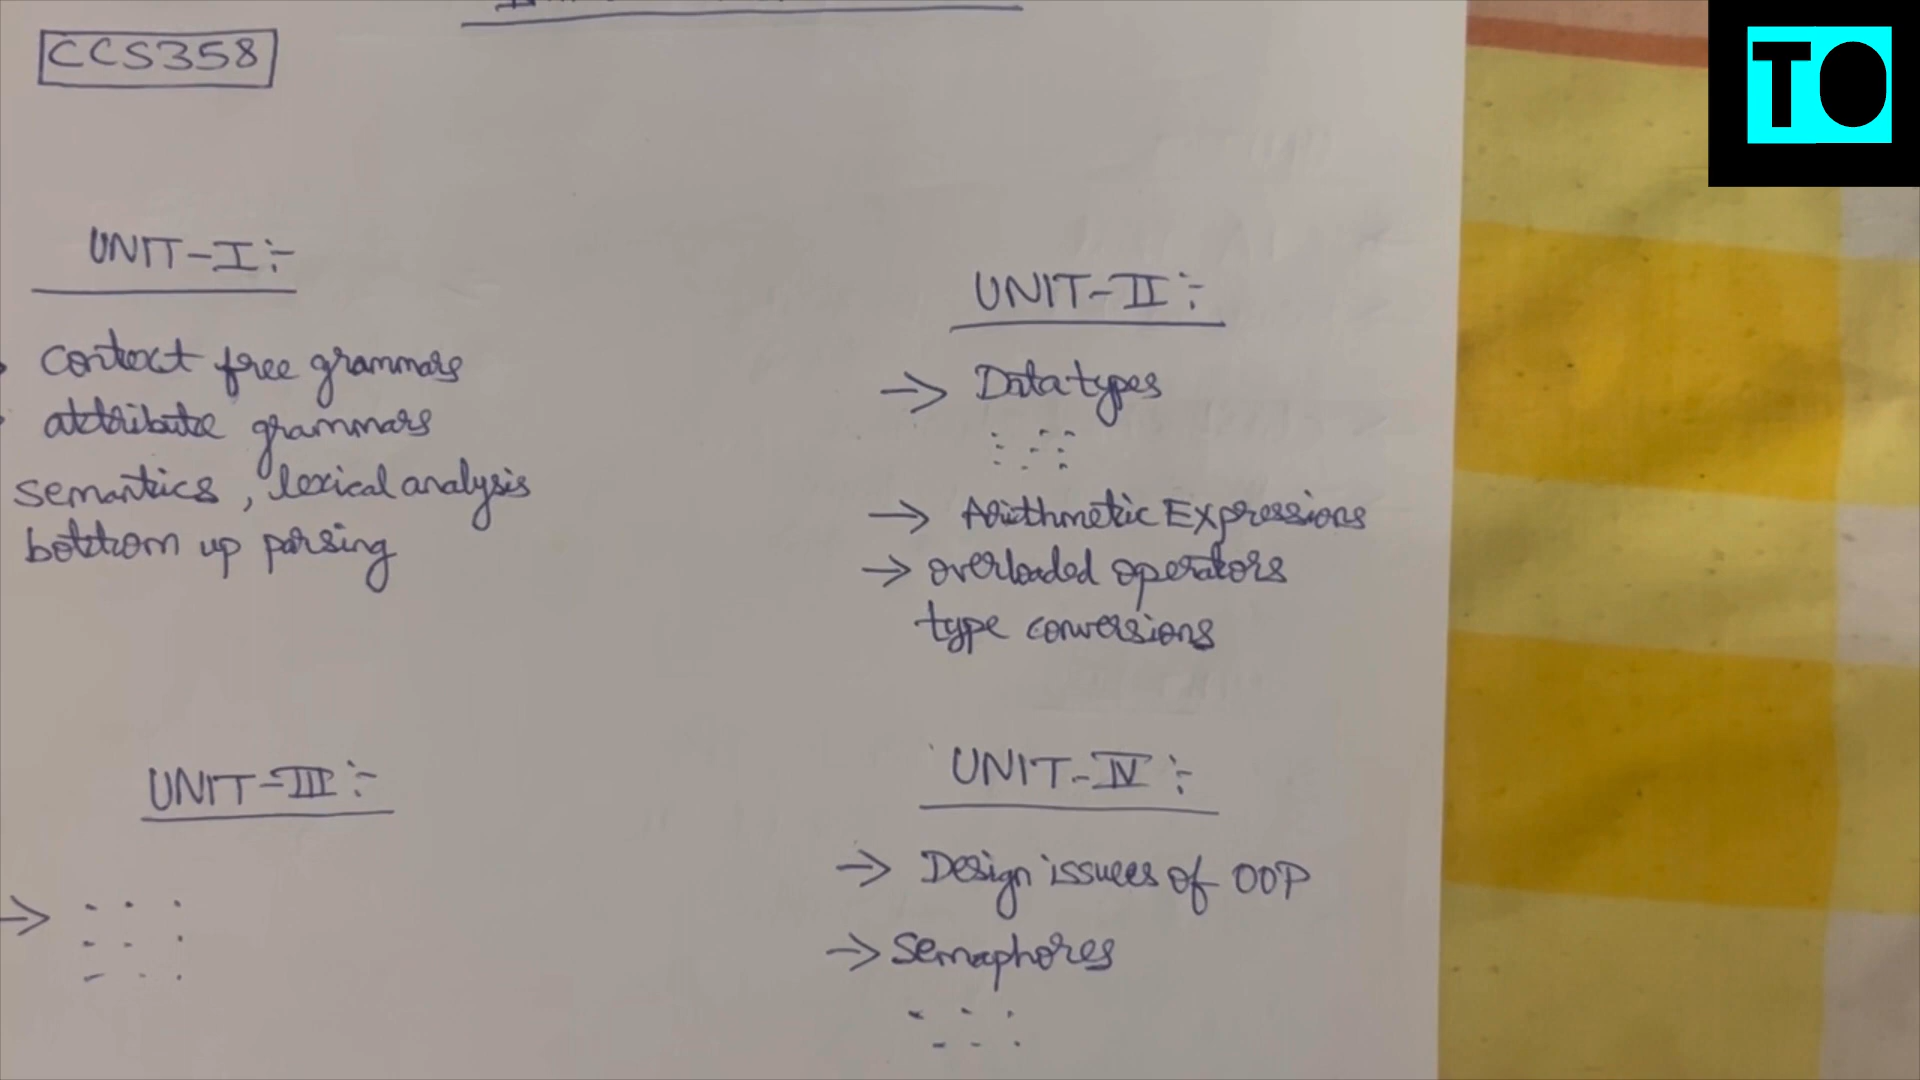 CCS358
TO
UNIT-I :-
context free grammars
attribute grammars
semantics, lexical analysis
bottom up parsing
UNIT-II :-
→ Datatypes
→ Arithmetic Expressions
→ overloaded operators
type conversions
UNIT-III :-
→
UNIT-IV :-
→ Design issues of OOP
→ Semaphores